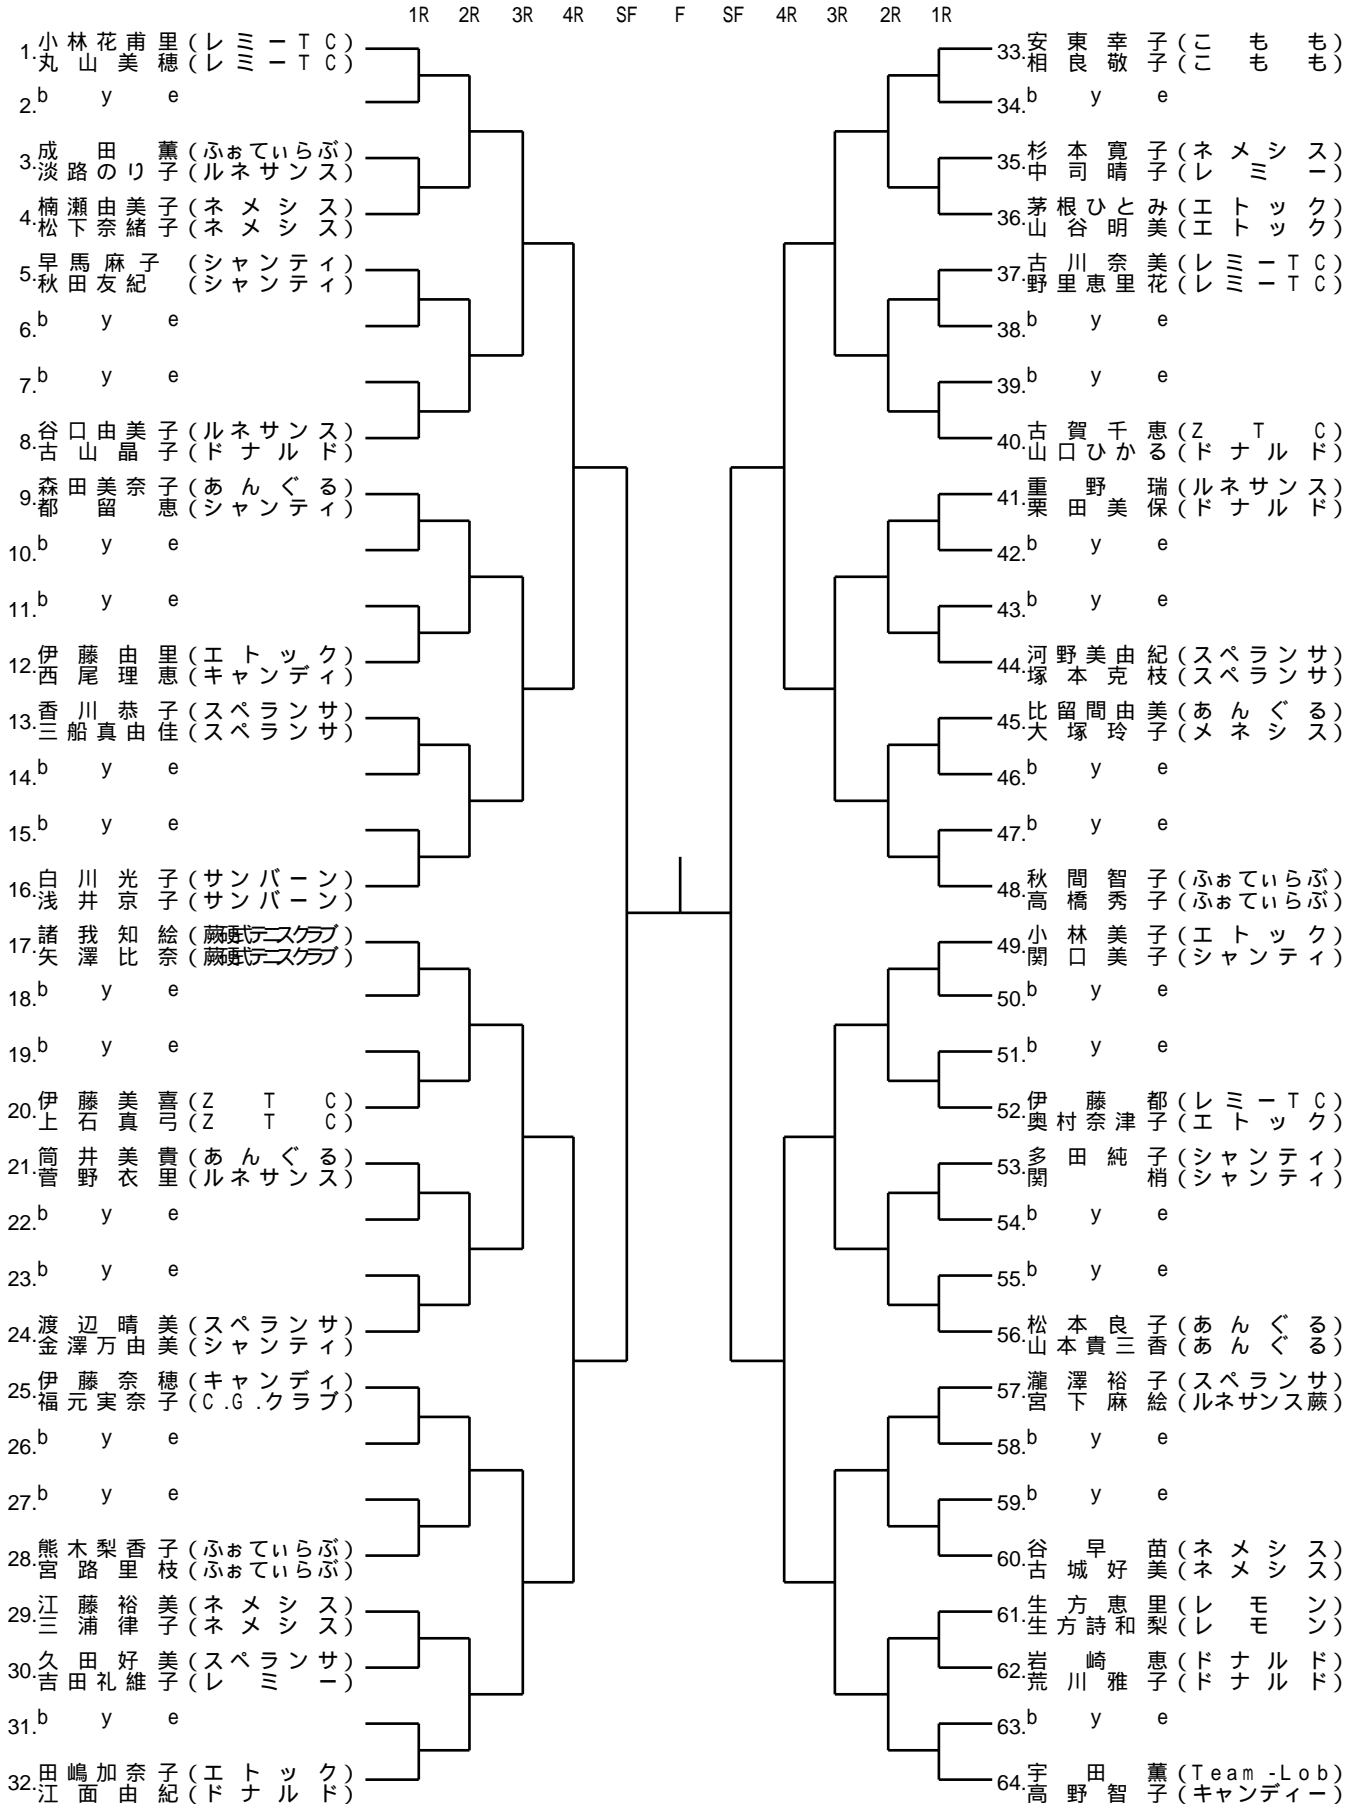 1R 2R 3R 4R SF F SF 4R 3R 2R 1R
1. 小林花甫里(レミーTC)
丸山美穂(レミーTC)
2. bye
3. 成田薫(ふぉてぃらぶ)
淡路のり子(ルネサンス)
4. 楠瀬由美子(ネメシス)
松下奈緒子(ネメシス)
5. 早馬麻子(シャンティ)
秋田友紀(シャンティ)
6. bye
7. bye
8. 谷口由美子(ルネサンス)
古山晶子(ドナルド)
9. 森田美奈子(あんぐる)
都留恵(シャンティ)
10. bye
11. bye
12. 伊藤由里(エトック)
西尾理恵(キャンディ)
13. 香川恭子(スペランサ)
三船真由佳(スペランサ)
14. bye
15. bye
16. 白川光子(サンバーン)
浅井京子(サンバーン)
17. 諸我知絵(蕨硬式テニスクラブ)
矢澤比奈(蕨硬式テニスクラブ)
18. bye
19. bye
20. 伊藤美喜(ZTC)
上石真弓(ZTC)
21. 筒井美貴(あんぐる)
菅野衣里(ルネサンス)
22. bye
23. bye
24. 渡辺晴美(スペランサ)
金澤万由美(シャンティ)
25. 伊藤奈穂(キャンディ)
福元実奈子(C.G.クラブ)
26. bye
27. bye
28. 熊木梨香子(ふぉてぃらぶ)
宮路里枝(ふぉてぃらぶ)
29. 江藤裕美(ネメシス)
三浦律子(ネメシス)
30. 久田好美(スペランサ)
吉田礼維子(レミー)
31. bye
32. 田嶋加奈子(エトック)
江面由紀(ドナルド)
33. 安東幸子(こもも)
相良敬子(こもも)
34. bye
35. 杉本寛子(ネメシス)
中司晴子(レミー)
36. 茅根ひとみ(エトック)
山谷明美(エトック)
37. 古川奈美(レミーTC)
野里恵里花(レミーTC)
38. bye
39. bye
40. 古賀千恵(ZTC)
山口ひかる(ドナルド)
41. 重野瑞(ルネサンス)
栗田美保(ドナルド)
42. bye
43. bye
44. 河野美由紀(スペランサ)
塚本克枝(スペランサ)
45. 比留間由美(あんぐる)
大塚玲子(メネシス)
46. bye
47. bye
48. 秋間智子(ふぉてぃらぶ)
高橋秀子(ふぉてぃらぶ)
49. 小林美子(エトック)
関口美子(シャンティ)
50. bye
51. bye
52. 伊藤都(レミーTC)
奥村奈津子(エトック)
53. 多田純子(シャンティ)
関梢(シャンティ)
54. bye
55. bye
56. 松本良子(あんぐる)
山本貴三香(あんぐる)
57. 瀧澤裕子(スペランサ)
宮下麻絵(ルネサンス蕨)
58. bye
59. bye
60. 谷早苗(ネメシス)
古城好美(ネメシス)
61. 生方恵里(レモン)
生方詩和梨(レモン)
62. 岩崎恵(ドナルド)
荒川雅子(ドナルド)
63. bye
64. 宇田薫(Team-Lob)
高野智子(キャンディー)